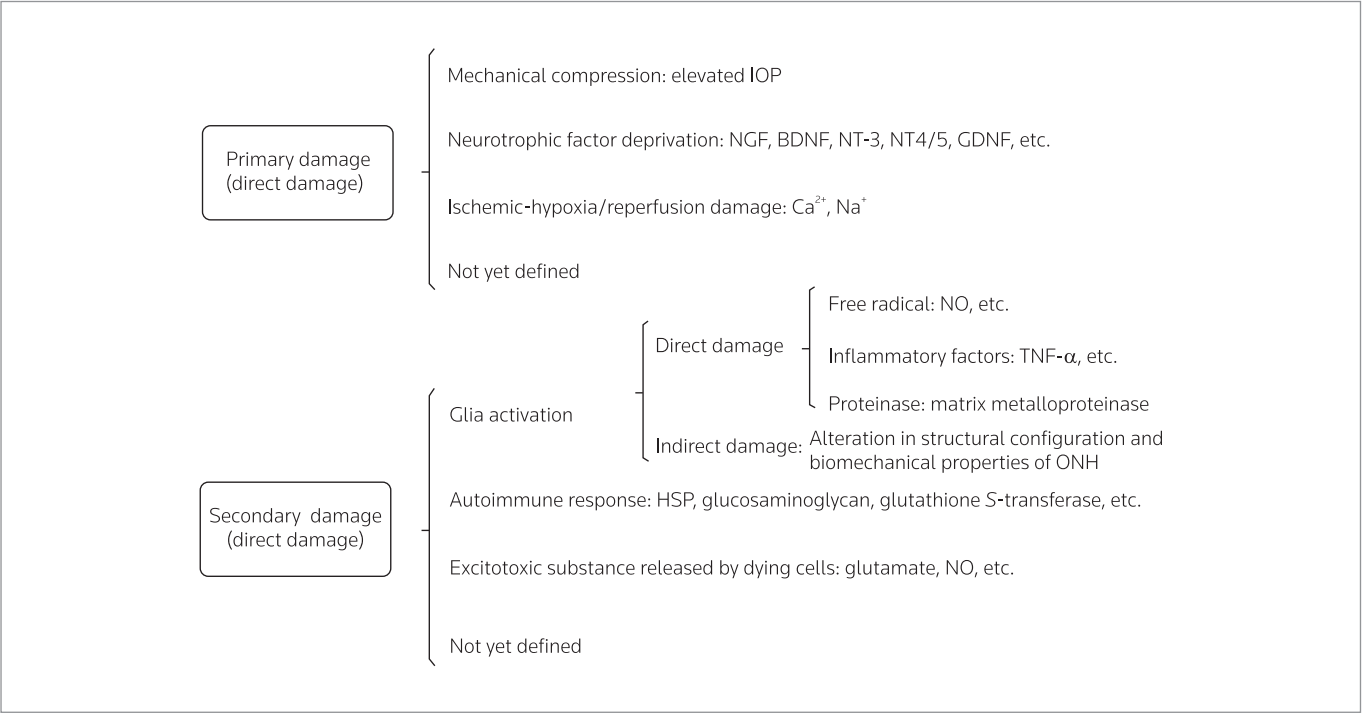 Primary damage
(direct damage)
Mechanical compression: elevated IOP
Neurotrophic factor deprivation: NGF, BDNF, NT-3, NT4/5, GDNF, etc.
Ischemic-hypoxia/reperfusion damage: Ca²⁺, Na⁺
Not yet defined
Secondary damage
(direct damage)
Glia activation
Direct damage
Free radical: NO, etc.
Inflammatory factors: TNF-α, etc.
Proteinase: matrix metalloproteinase
Indirect damage: Alteration in structural configuration and
biomechanical properties of ONH
Autoimmune response: HSP, glucosaminoglycan, glutathione S-transferase, etc.
Excitotoxic substance released by dying cells: glutamate, NO, etc.
Not yet defined